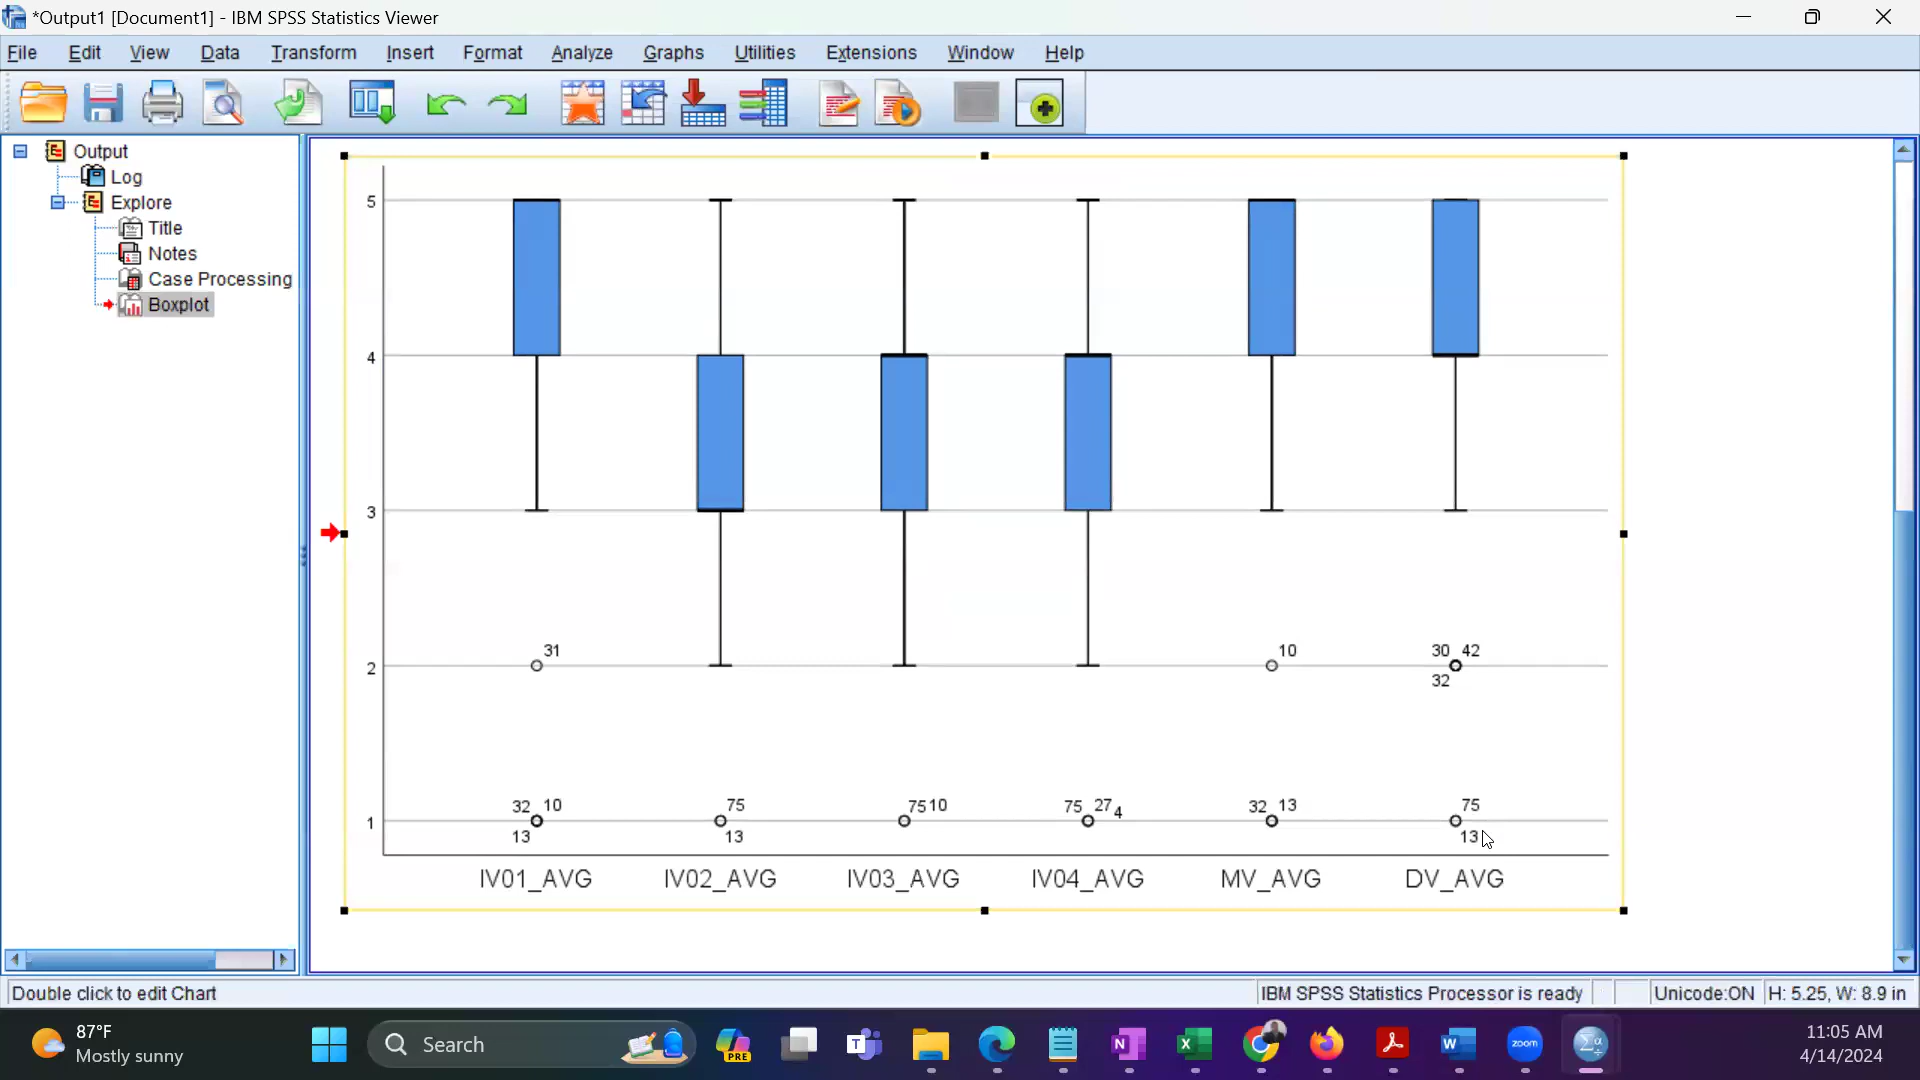 *Output1 [Document1] - IBM SPSS Statistics Viewer
File Edit View Data Transform Insert Format Analyze Graphs Utilities Extensions Window Help
Output
Log
Explore
Title
Notes
Case Processing
Boxplot
5
4
3
2
1
31
10
30 42
32
32 10
13
75
13
75 10
75 27 4
32 13
75
13
IV01_AVG IV02_AVG IV03_AVG IV04_AVG MV_AVG DV_AVG
Double click to edit Chart
IBM SPSS Statistics Processor is ready
Unicode:ON
H: 5.25, W: 8.9 in
87°F
Mostly sunny
Search
PRE
zoom
11:05 AM
4/14/2024